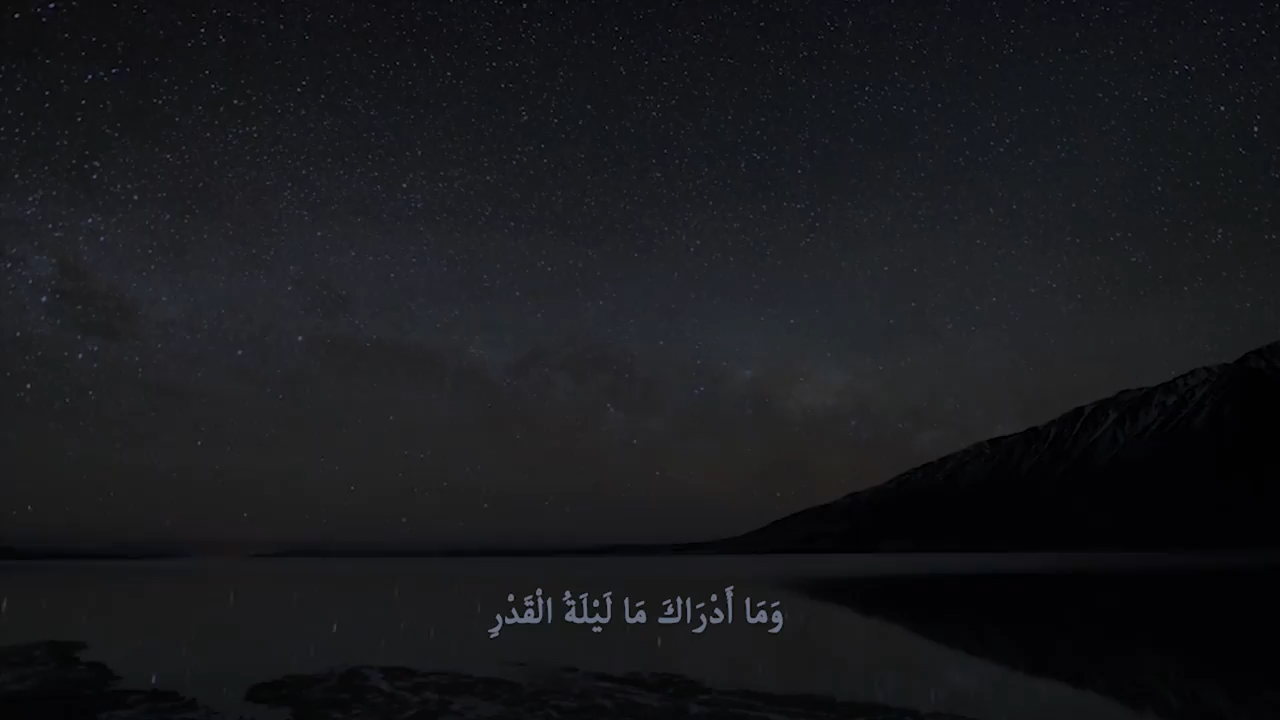 وَمَا أَدْرَاكَ مَا لَيْلَةُ الْقَدْرِ